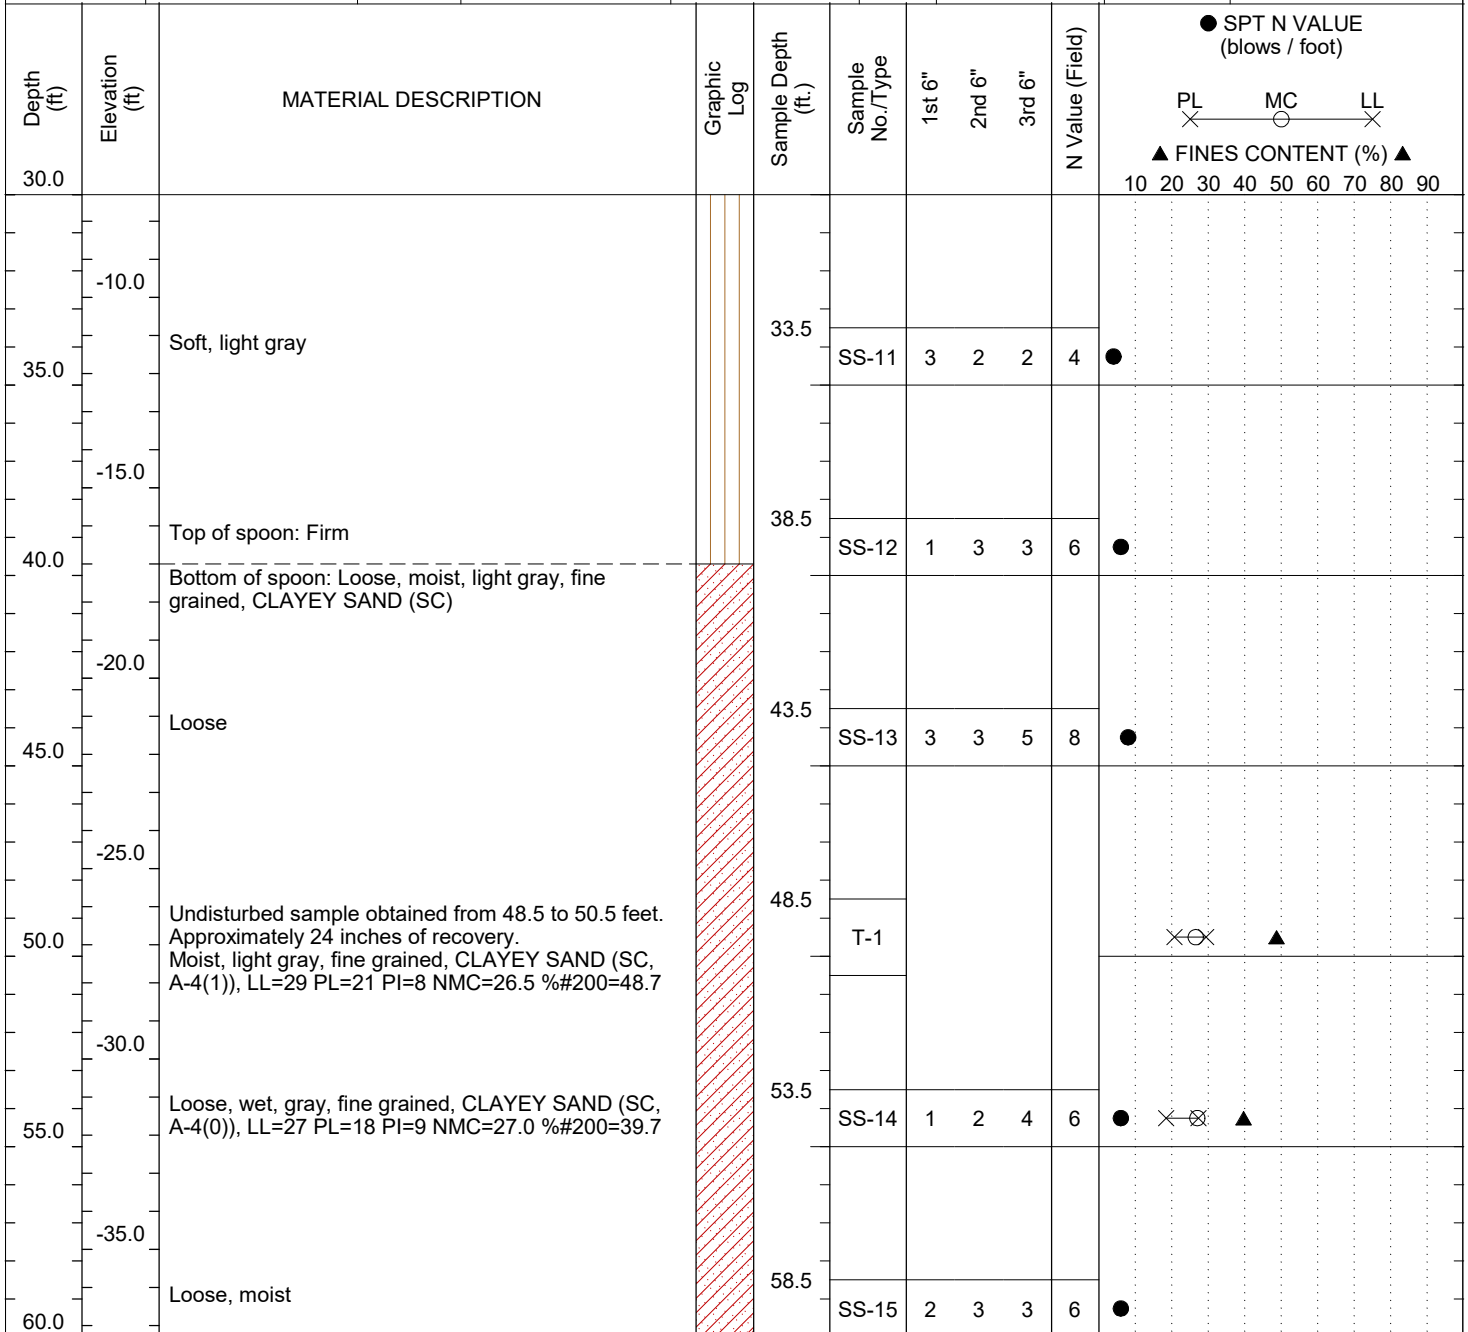 Depth
(ft)
Elevation
(ft)
MATERIAL DESCRIPTION
Graphic
Log
Sample Depth
(ft.)
Sample
No./Type
1st 6"
2nd 6"
3rd 6"
N Value (Field)
● SPT N VALUE
(blows / foot)
PL MC LL
▲ FINES CONTENT (%) ▲
30.0
10 20 30 40 50 60 70 80 90
-10.0
33.5
Soft, light gray
SS-11 3 2 2 4
35.0
-15.0
38.5
Top of spoon: Firm
SS-12 1 3 3 6
40.0
Bottom of spoon: Loose, moist, light gray, fine
grained, CLAYEY SAND (SC)
-20.0
43.5
Loose
SS-13 3 3 5 8
45.0
-25.0
48.5
Undisturbed sample obtained from 48.5 to 50.5 feet.
Approximately 24 inches of recovery.
T-1
50.0
Moist, light gray, fine grained, CLAYEY SAND (SC,
A-4(1)), LL=29 PL=21 PI=8 NMC=26.5 %#200=48.7
-30.0
53.5
Loose, wet, gray, fine grained, CLAYEY SAND (SC,
A-4(0)), LL=27 PL=18 PI=9 NMC=27.0 %#200=39.7
SS-14 1 2 4 6
55.0
-35.0
58.5
Loose, moist
SS-15 2 3 3 6
60.0